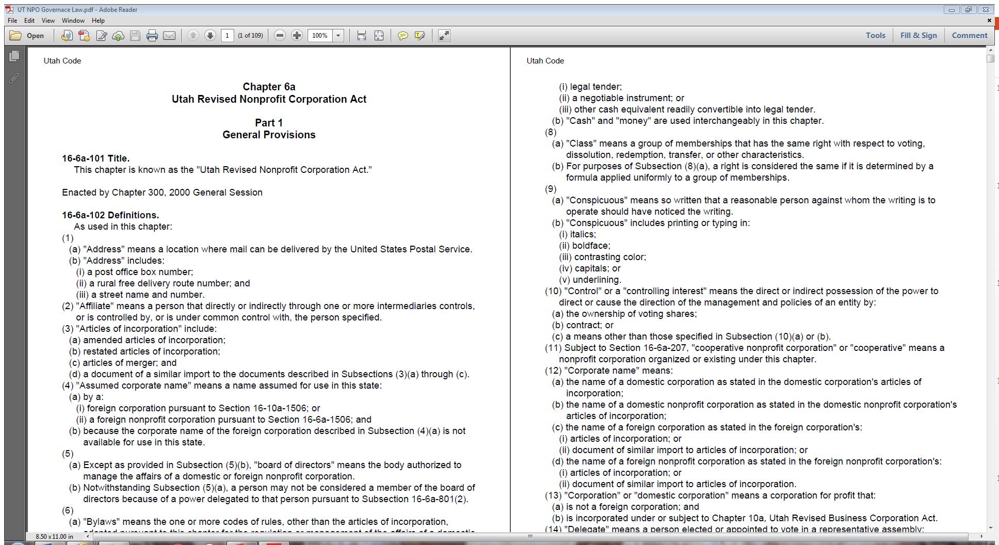 UT NPO Governace Law.pdf - Adobe Reader
File Edit View Window Help
Open 1 (1 of 109) 100% Tools Fill & Sign Comment
Utah Code
Chapter 6a
Utah Revised Nonprofit Corporation Act
Part 1
General Provisions
16-6a-101 Title.
This chapter is known as the "Utah Revised Nonprofit Corporation Act."
Enacted by Chapter 300, 2000 General Session
16-6a-102 Definitions.
As used in this chapter:
(1)
(a) "Address" means a location where mail can be delivered by the United States Postal Service.
(b) "Address" includes:
(i) a post office box number;
(ii) a rural free delivery route number; and
(iii) a street name and number.
(2) "Affiliate" means a person that directly or indirectly through one or more intermediaries controls,
or is controlled by, or is under common control with, the person specified.
(3) "Articles of incorporation" include:
(a) amended articles of incorporation;
(b) restated articles of incorporation;
(c) articles of merger; and
(d) a document of a similar import to the documents described in Subsections (3)(a) through (c).
(4) "Assumed corporate name" means a name assumed for use in this state:
(a) by a:
(i) foreign corporation pursuant to Section 16-10a-1506; or
(ii) a foreign nonprofit corporation pursuant to Section 16-6a-1506; and
(b) because the corporate name of the foreign corporation described in Subsection (4)(a) is not
available for use in this state.
(5)
(a) Except as provided in Subsection (5)(b), "board of directors" means the body authorized to
manage the affairs of a domestic or foreign nonprofit corporation.
(b) Notwithstanding Subsection (5)(a), a person may not be considered a member of the board of
directors because of a power delegated to that person pursuant to Subsection 16-6a-801(2).
(6)
(a) "Bylaws" means the one or more codes of rules, other than the articles of incorporation,
adopted pursuant to this chapter for the regulation or management of the affairs of a domestic
Utah Code
(i) legal tender;
(ii) a negotiable instrument; or
(iii) other cash equivalent readily convertible into legal tender.
(b) "Cash" and "money" are used interchangeably in this chapter.
(8)
(a) "Class" means a group of memberships that has the same right with respect to voting,
dissolution, redemption, transfer, or other characteristics.
(b) For purposes of Subsection (8)(a), a right is considered the same if it is determined by a
formula applied uniformly to a group of memberships.
(9)
(a) "Conspicuous" means so written that a reasonable person against whom the writing is to
operate should have noticed the writing.
(b) "Conspicuous" includes printing or typing in:
(i) italics;
(ii) boldface;
(iii) contrasting color;
(iv) capitals; or
(v) underlining.
(10) "Control" or a "controlling interest" means the direct or indirect possession of the power to
direct or cause the direction of the management and policies of an entity by:
(a) the ownership of voting shares;
(b) contract; or
(c) a means other than those specified in Subsection (10)(a) or (b).
(11) Subject to Section 16-6a-207, "cooperative nonprofit corporation" or "cooperative" means a
nonprofit corporation organized or existing under this chapter.
(12) "Corporate name" means:
(a) the name of a domestic corporation as stated in the domestic corporation's articles of
incorporation;
(b) the name of a domestic nonprofit corporation as stated in the domestic nonprofit corporation's
articles of incorporation;
(c) the name of a foreign corporation as stated in the foreign corporation's:
(i) articles of incorporation; or
(ii) document of similar import to articles of incorporation; or
(d) the name of a foreign nonprofit corporation as stated in the foreign nonprofit corporation's:
(i) articles of incorporation; or
(ii) document of similar import to articles of incorporation.
(13) "Corporation" or "domestic corporation" means a corporation for profit that:
(a) is not a foreign corporation; and
(b) is incorporated under or subject to Chapter 10a, Utah Revised Business Corporation Act.
(14) "Delegate" means a person elected or appointed to vote in a representative assembly:
8.50 x 11.00 in